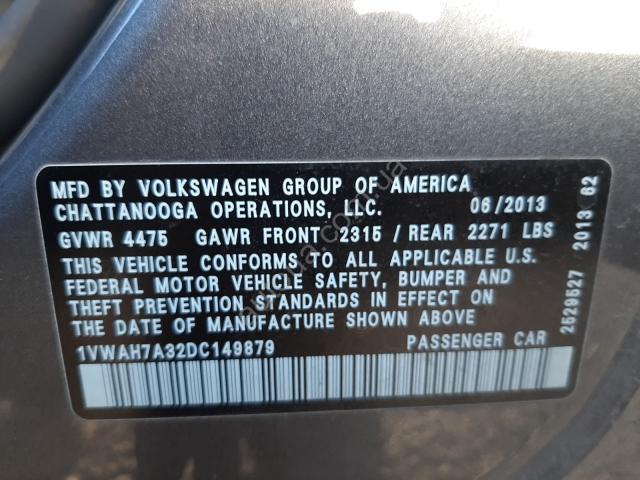 MFD BY VOLKSWAGEN GROUP OF AMERICA
CHATTANOOGA OPERATIONS, LLC. 06/2013
GVWR 4475 GAWR FRONT 2315 / REAR 2271 LBS
THIS VEHICLE CONFORMS TO ALL APPLICABLE U.S.
FEDERAL MOTOR VEHICLE SAFETY, BUMPER AND
THEFT PREVENTION STANDARDS IN EFFECT ON
THE DATE OF MANUFACTURE SHOWN ABOVE
1VWAH7A32DC149879 PASSENGER CAR
2529627 2013 62